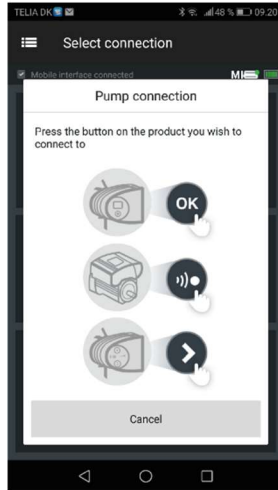 TELIA DK 48 % 09.20
Select connection
Mobile interface connected MI
Pump connection
Press the button on the product you wish to
connect to
OK
Cancel